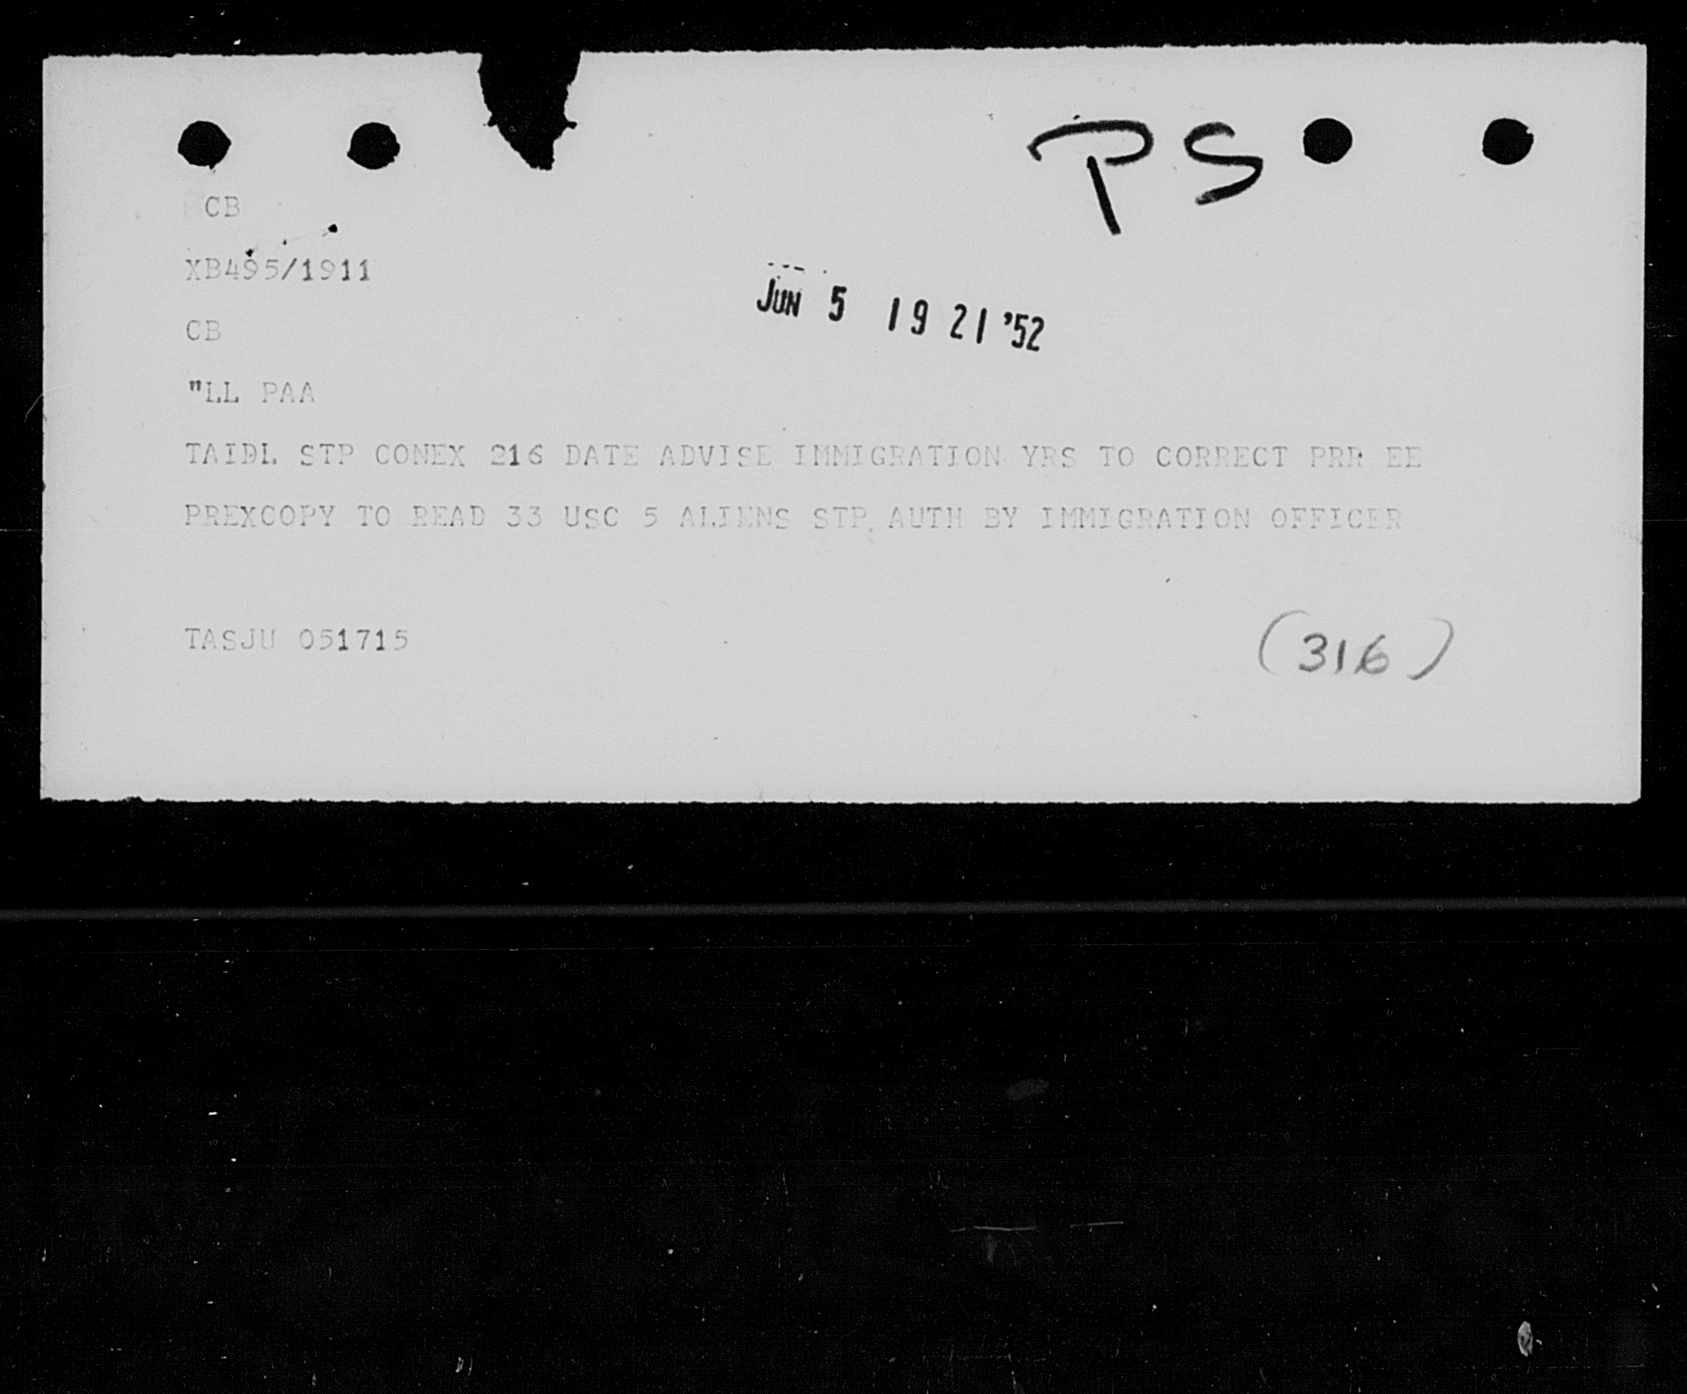 PS
CB
XB495/1911
JUN 5 19 21 '52
CB
"LL PAA
TAIDL STP CONEX 216 DATE ADVISE IMMIGRATION YRS TO CORRECT PRR EE
PREXCOPY TO READ 33 USC 5 ALIENS STP AUTH BY IMMIGRATION OFFICER
TASJU 051715
(316)